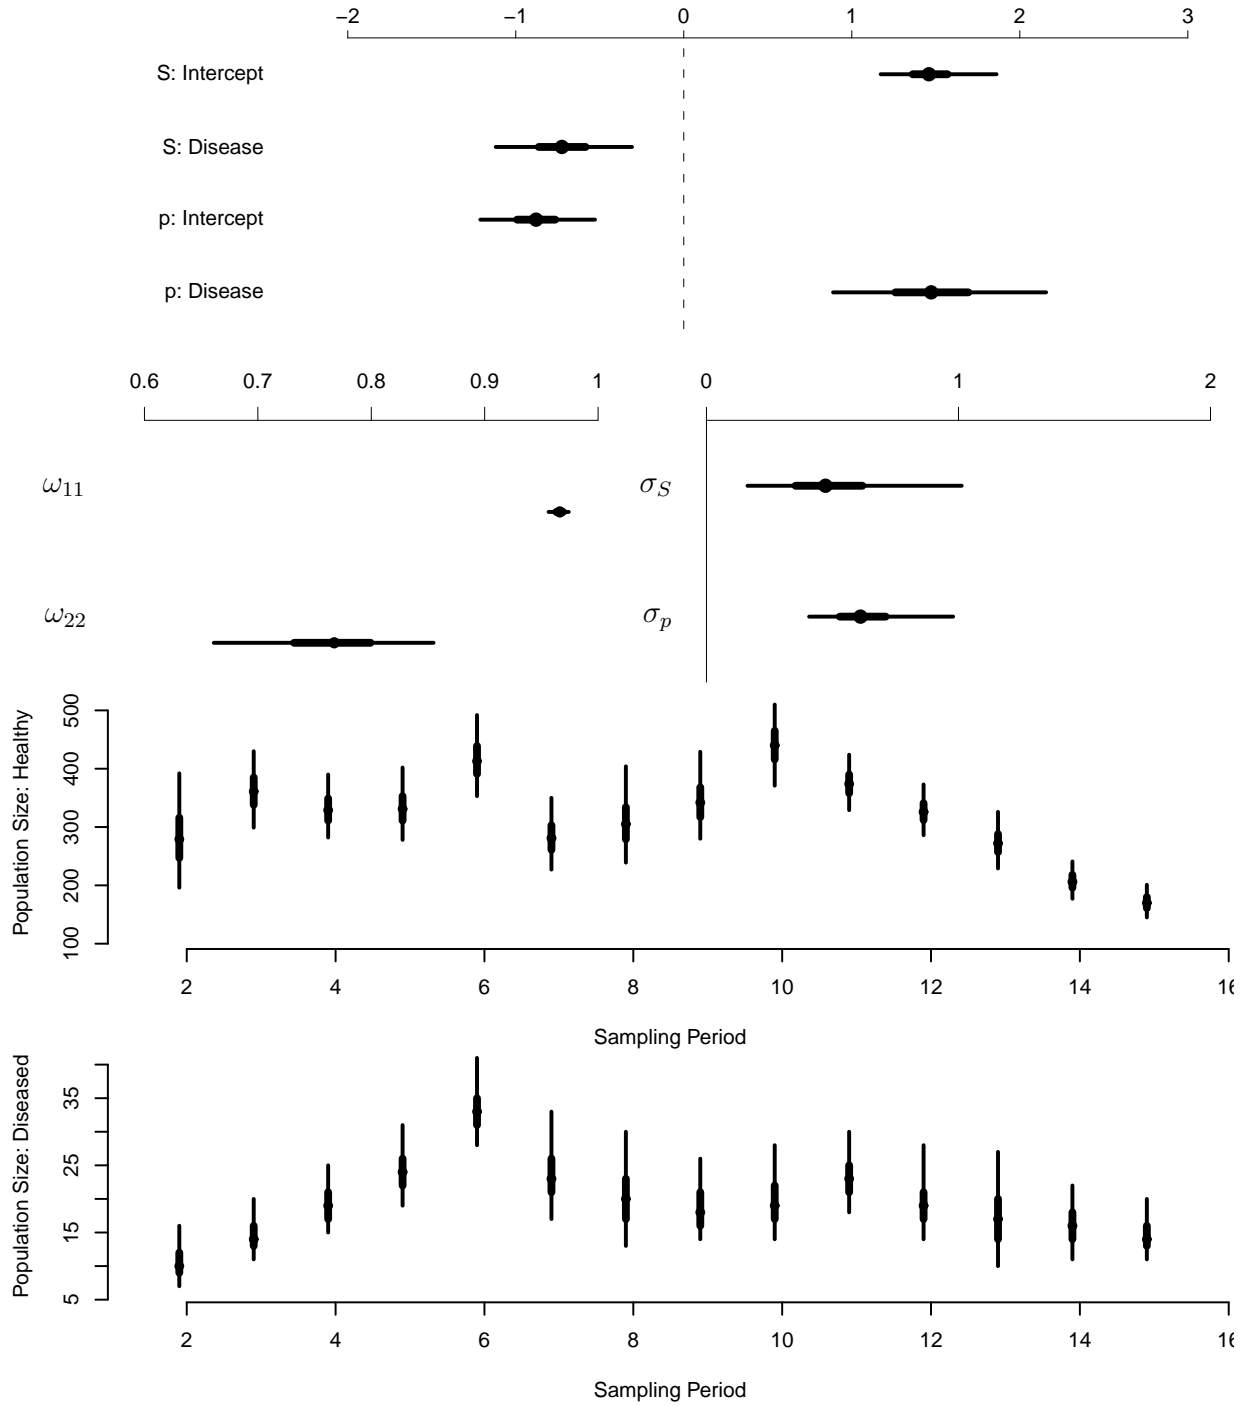 −2 −1 0 1 2 3
S: Intercept
S: Disease
p: Intercept
p: Disease
0.6 0.7 0.8 0.9 1
ω11
ω22
0 1 2
σS
σp
Population Size: Healthy
500
400
300
200
100
2 4 6 8 10 12 14 16
Sampling Period
Population Size: Diseased
35
25
15
5
2 4 6 8 10 12 14 16
Sampling Period